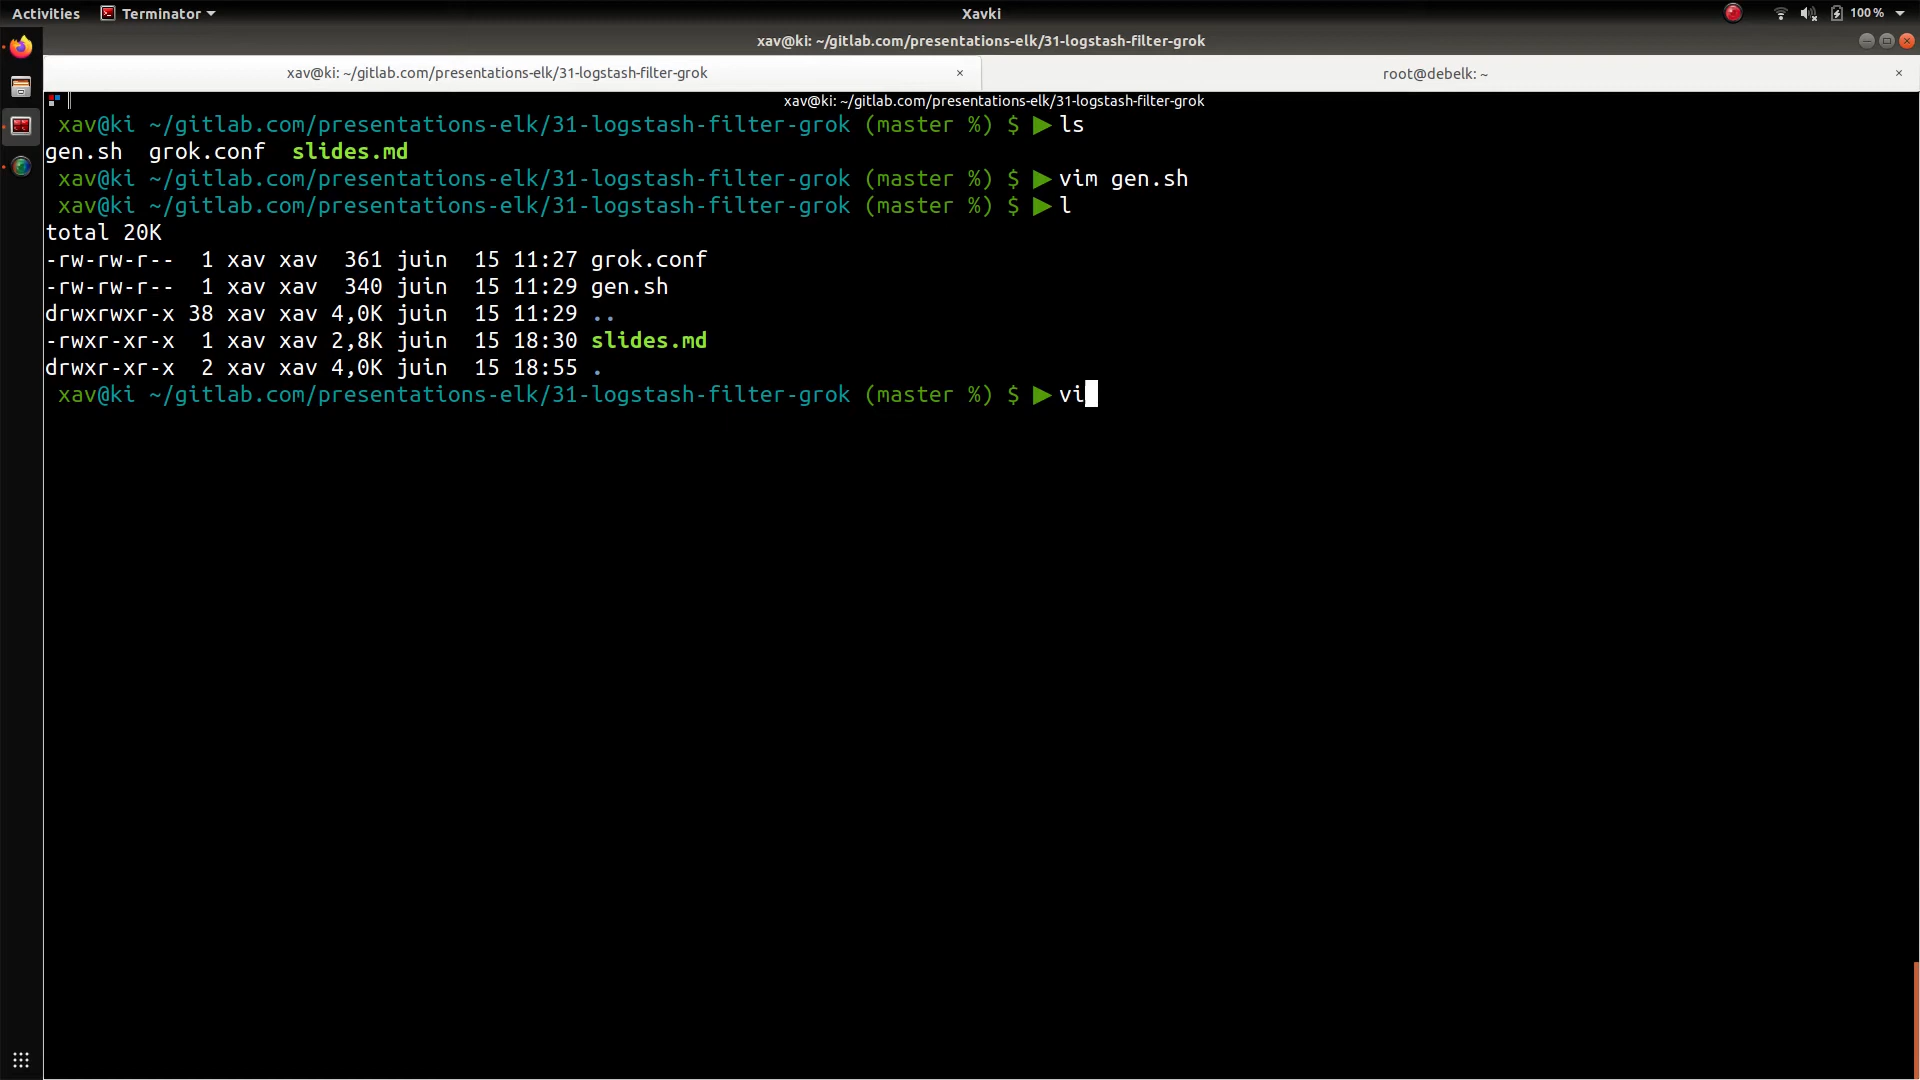 Activities Terminator Xavki 100 %
xav@ki: ~/gitlab.com/presentations-elk/31-logstash-filter-grok
xav@ki: ~/gitlab.com/presentations-elk/31-logstash-filter-grok × root@debelk: ~ ×
xav@ki: ~/gitlab.com/presentations-elk/31-logstash-filter-grok
xav@ki ~/gitlab.com/presentations-elk/31-logstash-filter-grok (master %) $ ▶ ls
gen.sh grok.conf slides.md
xav@ki ~/gitlab.com/presentations-elk/31-logstash-filter-grok (master %) $ ▶ vim gen.sh
xav@ki ~/gitlab.com/presentations-elk/31-logstash-filter-grok (master %) $ ▶ l
total 20K
-rw-rw-r-- 1 xav xav 361 juin 15 11:27 grok.conf
-rw-rw-r-- 1 xav xav 340 juin 15 11:29 gen.sh
drwxrwxr-x 38 xav xav 4,0K juin 15 11:29 ..
-rwxr-xr-x 1 xav xav 2,8K juin 15 18:30 slides.md
drwxr-xr-x 2 xav xav 4,0K juin 15 18:55 .
xav@ki ~/gitlab.com/presentations-elk/31-logstash-filter-grok (master %) $ ▶ vi